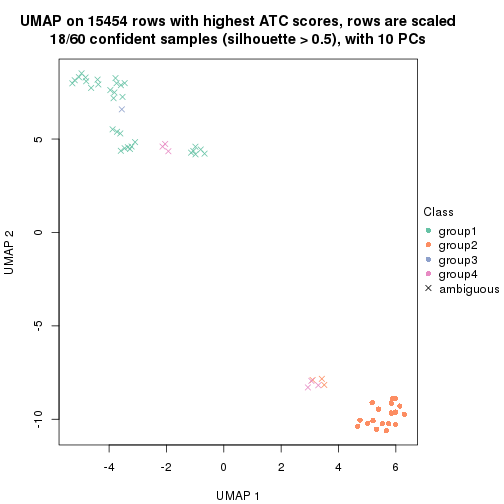 UMAP on 15454 rows with highest ATC scores, rows are scaled
18/60 confident samples (silhouette > 0.5), with 10 PCs
5
0
-5
-10
UMAP 2
-4
-2
0
2
4
6
UMAP 1
Class
group1
group2
group3
group4
ambiguous